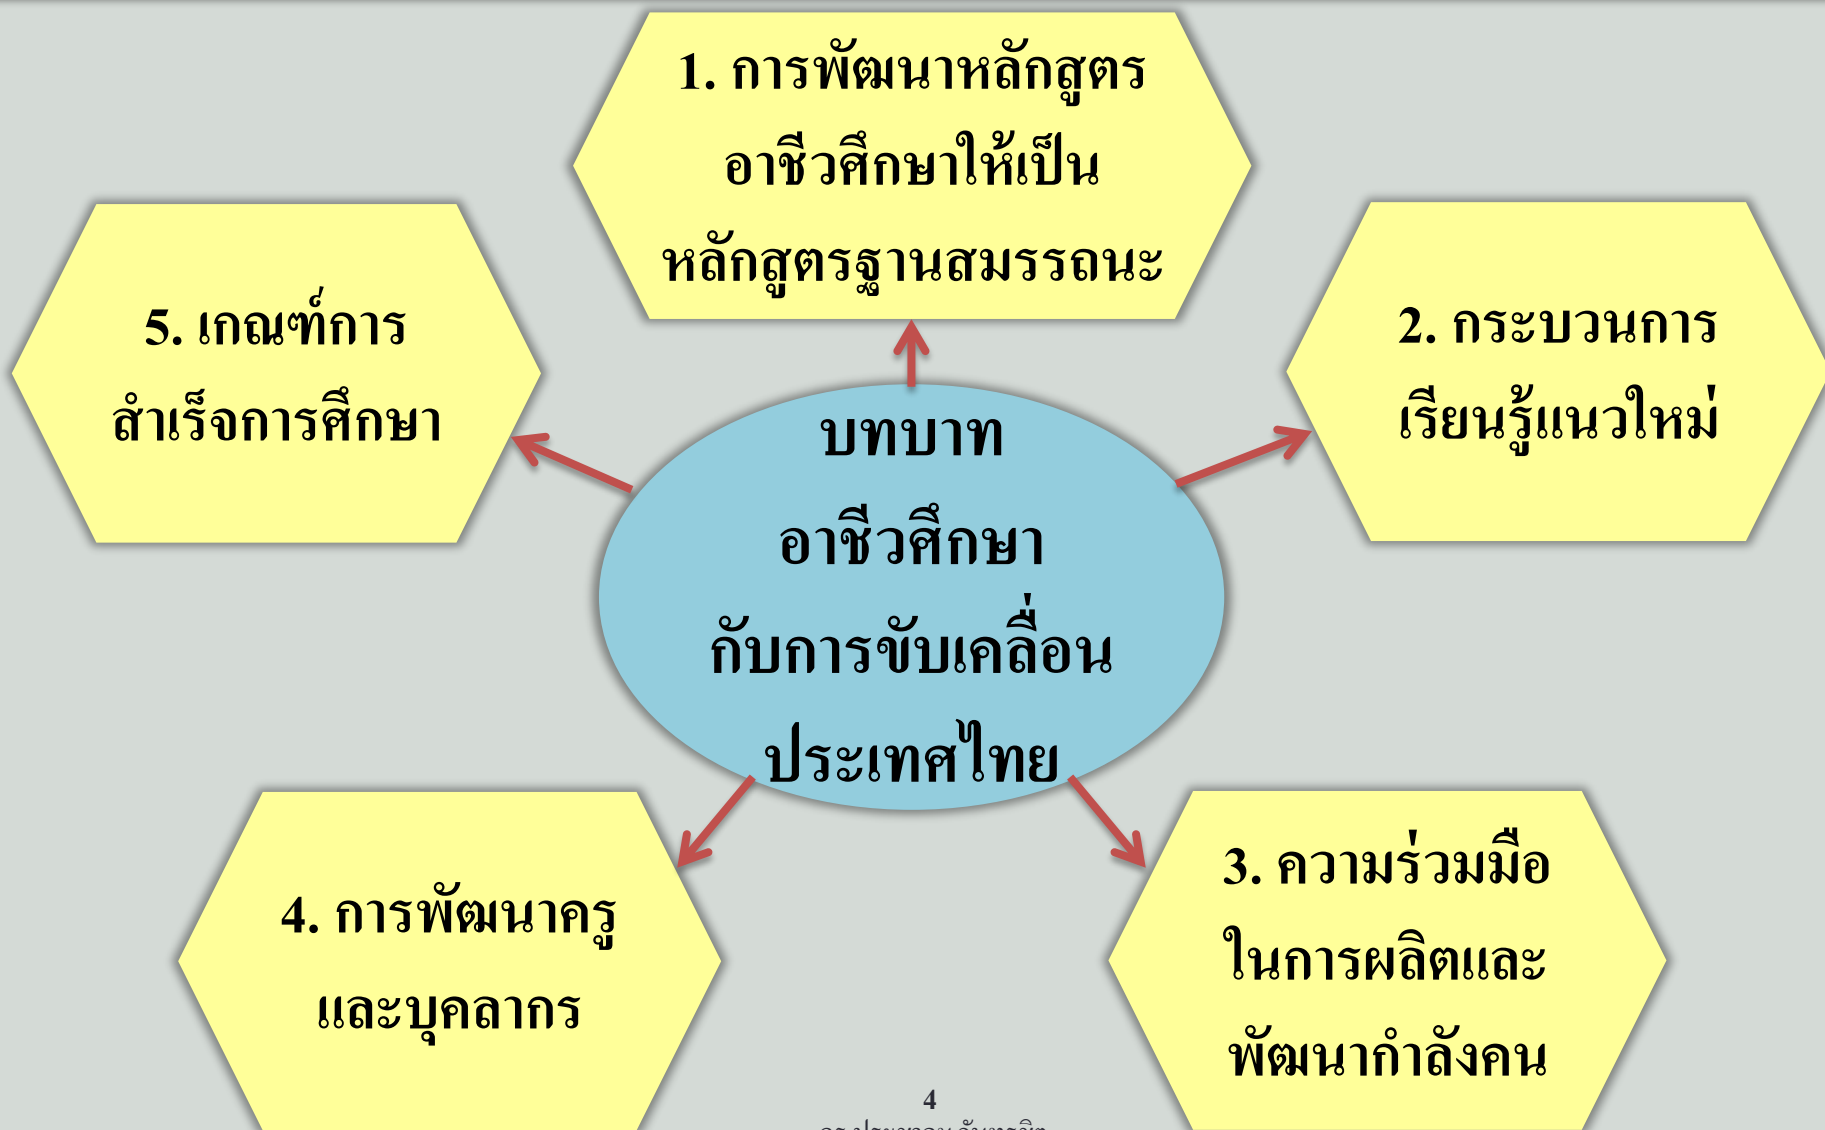 1. การพัฒนาหลักสูตร
อาชีวศึกษาให้เป็น
หลักสูตรฐานสมรรถนะ
2. กระบวนการ
เรียนรู้แนวใหม่
3. ความร่วมมือ
ในการผลิตและ
พัฒนากำลังคน
4. การพัฒนาครู
และบุคลากร
5. เกณฑ์การ
สำเร็จการศึกษา
บทบาท
อาชีวศึกษา
กับการขับเคลื่อน
ประเทศไทย
4